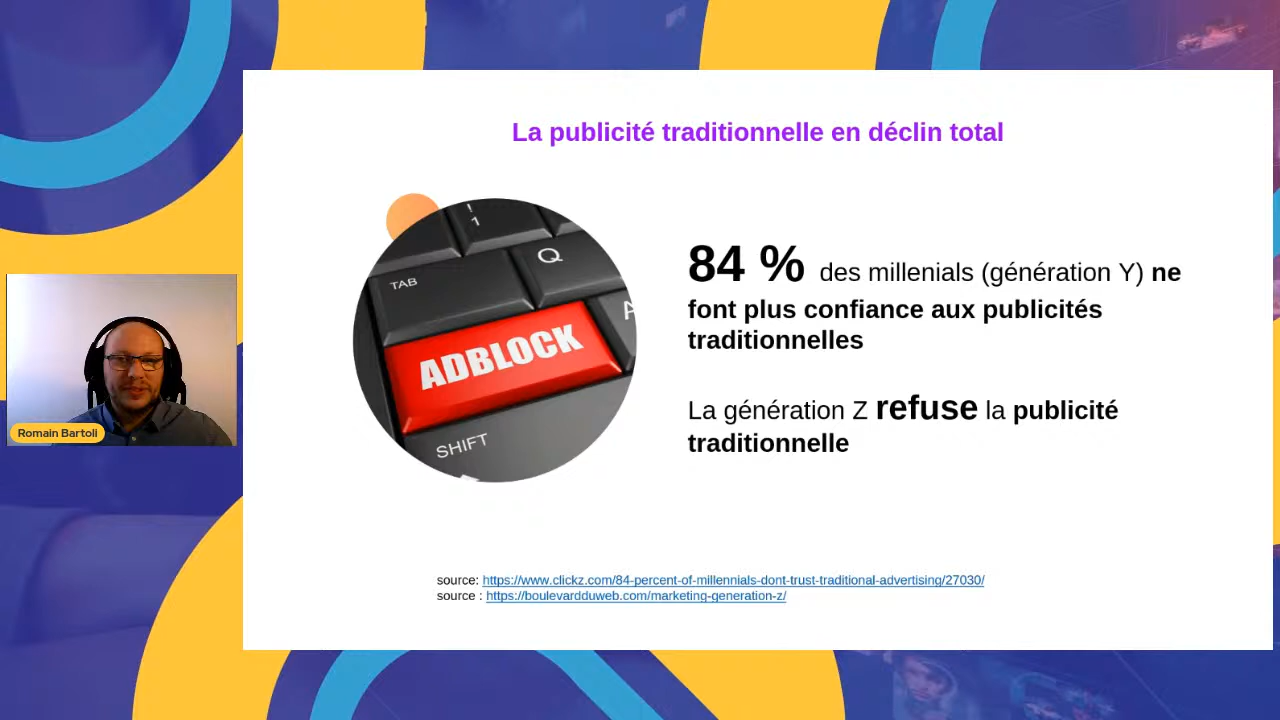 La publicité traditionnelle en déclin total
!
1
Q
TAB
A
ADBLOCK
SHIFT
84 % des millenials (génération Y) ne
font plus confiance aux publicités
traditionnelles
La génération Z refuse la publicité
traditionnelle
Romain Bartoli
source: https://www.clickz.com/84-percent-of-millennials-dont-trust-traditional-advertising/27030/
source : https://boulevardduweb.com/marketing-generation-z/